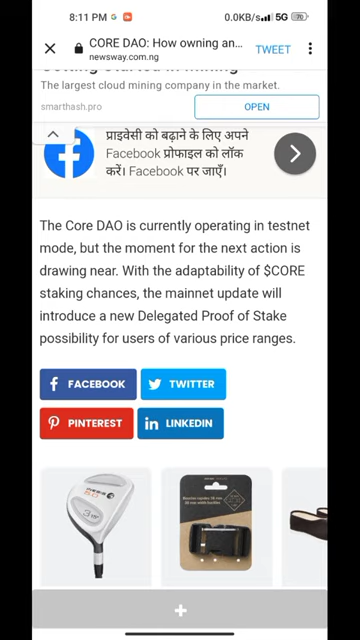 8:11 PM G
0.0KB/s 5G 70
CORE DAO: How owning an...
newsway.com.ng
TWEET
The largest cloud mining company in the market.
smarthash.pro
OPEN
प्राइवेसी को बढ़ाने के लिए अपने
Facebook प्रोफ़ाइल को लॉक
करें। Facebook पर जाएँ।
The Core DAO is currently operating in testnet
mode, but the moment for the next action is
drawing near. With the adaptability of $CORE
staking chances, the mainnet update will
introduce a new Delegated Proof of Stake
possibility for users of various price ranges.
FACEBOOK
TWITTER
PINTEREST
LINKEDIN